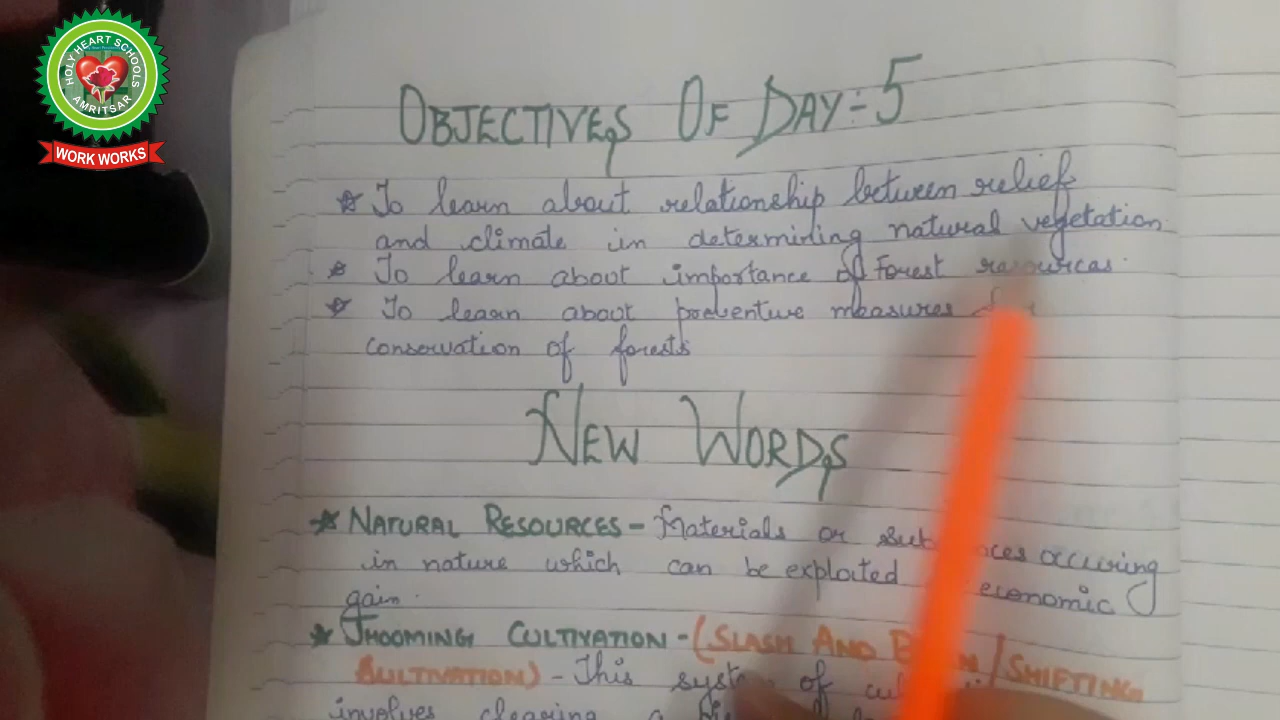 HOLY HEART SCHOOLS
AMRITSAR
WORK WORKS
OBJECTIVES OF DAY:-5
* To learn about relationship between relief
and climate in determining natural vegetation
* To learn about importance of Forest resources.
* To learn about preventive measures
conservation of forests
NEW WORDS
* NATURAL RESOURCES - Materials or occuring
in nature which can be exploited economic
gain.
* JHOOMING CULTIVATION - (SLASH AND / SHIFTING
CULTIVATION) - This of
involves clearing a